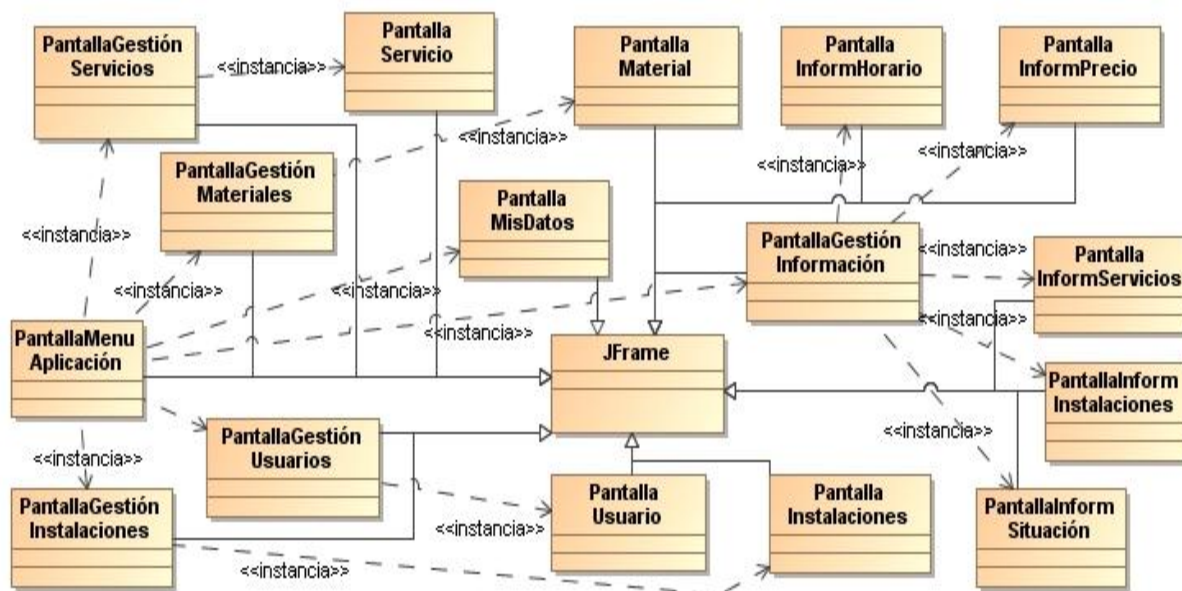 PantallaGestión
Servicios
<<instancia>>
Pantalla
Servicio
Pantalla
Material
Pantalla
InformHorario
Pantalla
InformPrecio
<<instancia>>
<<instancia>>
<<instancia>>
PantallaGestión
Materiales
Pantalla
MisDatos
<<instancia>>
<<instancia>>
PantallaGestión
Información
<<instancia>>
Pantalla
InformServicios
<<instancia>>
<<instancia>>
<<instancia>>
PantallaMenu
Aplicación
JFrame
PantallaInform
Instalaciones
<<instancia>>
PantallaGestión
Usuarios
<<instancia>>
PantallaGestión
Instalaciones
Pantalla
Usuario
Pantalla
Instalaciones
PantallaInform
Situación
<<instancia>>
<<instancia>>